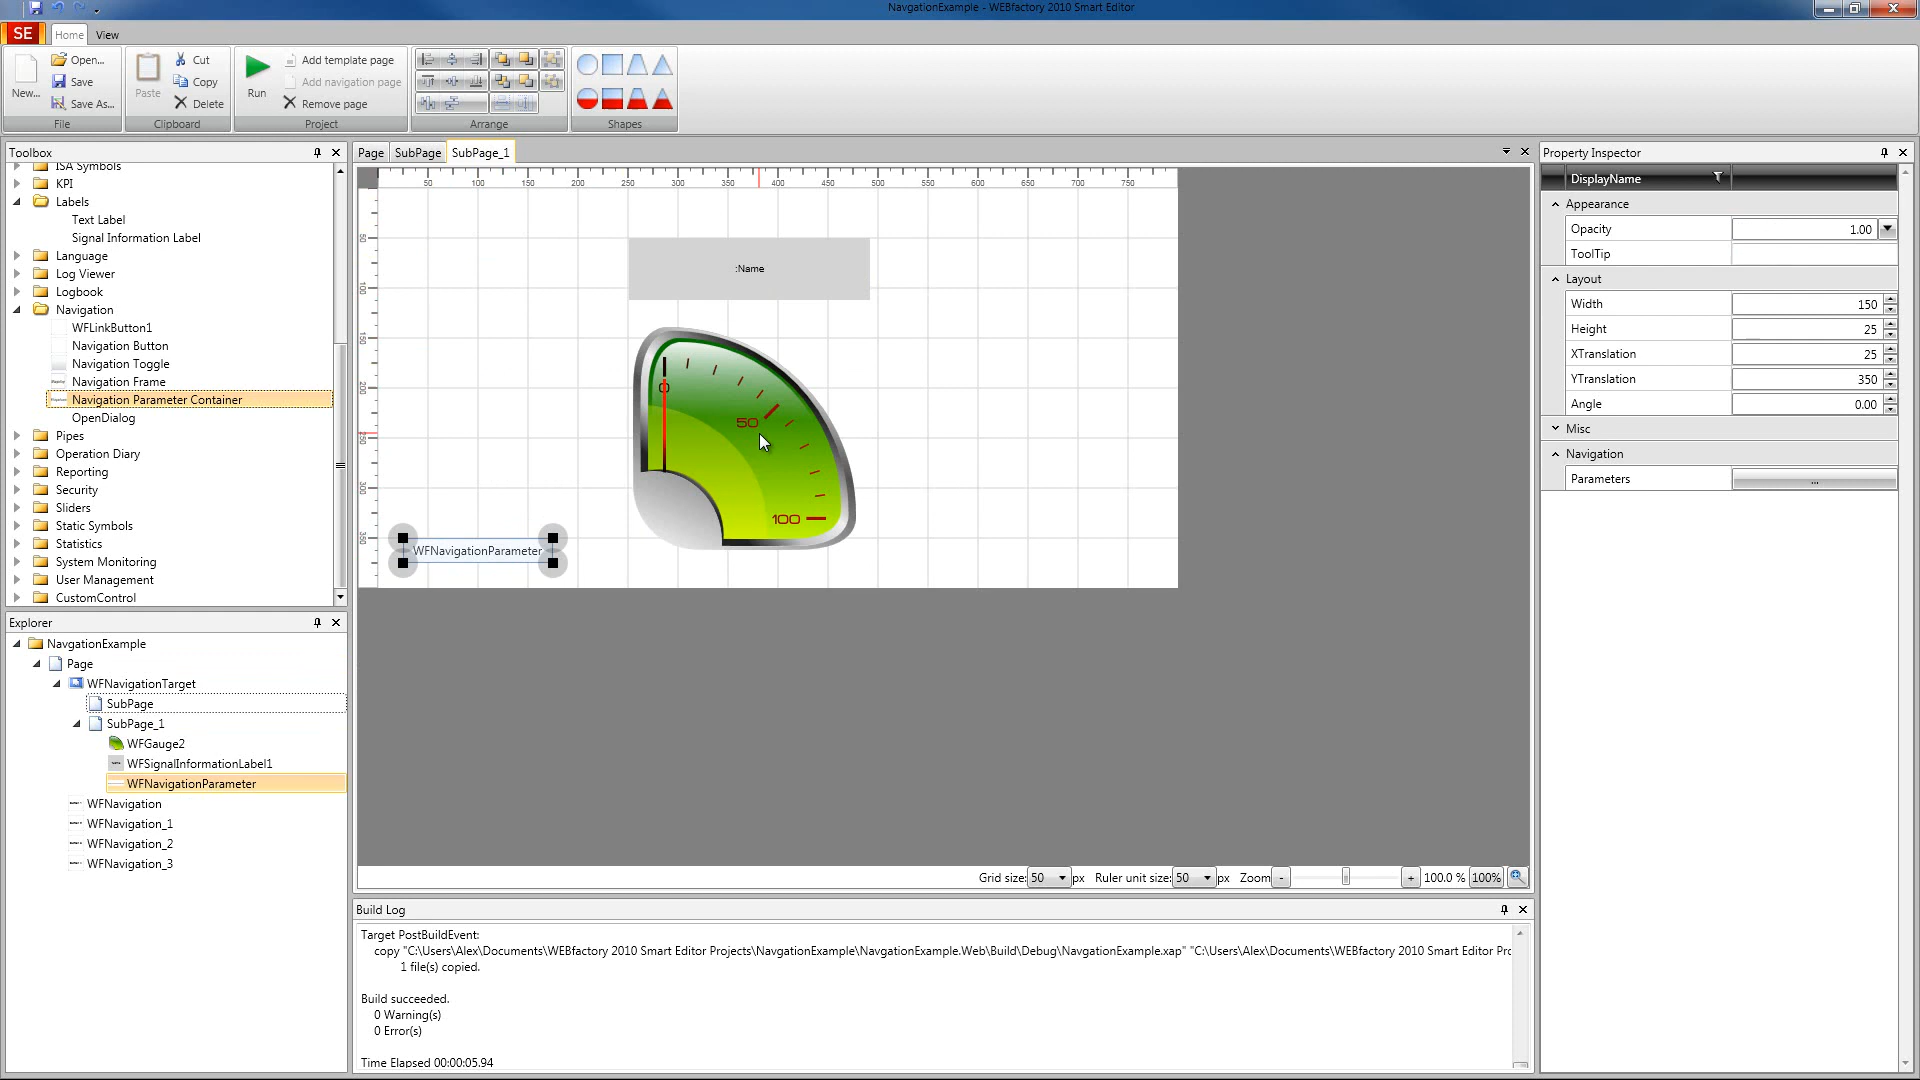 NavgationExample - WEBfactory 2010 Smart Editor
SE
Home
View
New...
Open...
Save
Save As...
File
Paste
Cut
Copy
Delete
Clipboard
Run
Add template page
Add navigation page
Remove page
Project
Arrange
Shapes
Toolbox
ISA Symbols
KPI
Labels
Text Label
Signal Information Label
Language
Log Viewer
Logbook
Navigation
WFLinkButton1
Navigation Button
Navigation Toggle
Navigation Frame
Navigation Parameter Container
OpenDialog
Pipes
Operation Diary
Reporting
Security
Sliders
Static Symbols
Statistics
System Monitoring
User Management
CustomControl
Explorer
NavgationExample
Page
WFNavigationTarget
SubPage
SubPage_1
WFGauge2
WFSignalInformationLabel1
WFNavigationParameter
WFNavigation
WFNavigation_1
WFNavigation_2
WFNavigation_3
Page
SubPage
SubPage_1
50 100 150 200 250 300 350 400 450 500 550 600 650 700 750
50
100
150
200
250
300
350
:Name
0
50
100
WFNavigationParameter
Grid size: 50 px Ruler unit size: 50 px Zoom - + 100.0 % 100%
Build Log
Target PostBuildEvent:
copy "C:\Users\Alex\Documents\WEBfactory 2010 Smart Editor Projects\NavgationExample\NavgationExample.Web\Build\Debug\NavgationExample.xap" "C:\Users\Alex\Documents\WEBfactory 2010 Smart Editor Prc
1 file(s) copied.
Build succeeded.
0 Warning(s)
0 Error(s)
Time Elapsed 00:00:05.94
Property Inspector
DisplayName
Appearance
Opacity 1.00
ToolTip
Layout
Width 150
Height 25
XTranslation 25
YTranslation 350
Angle 0.00
Misc
Navigation
Parameters ...